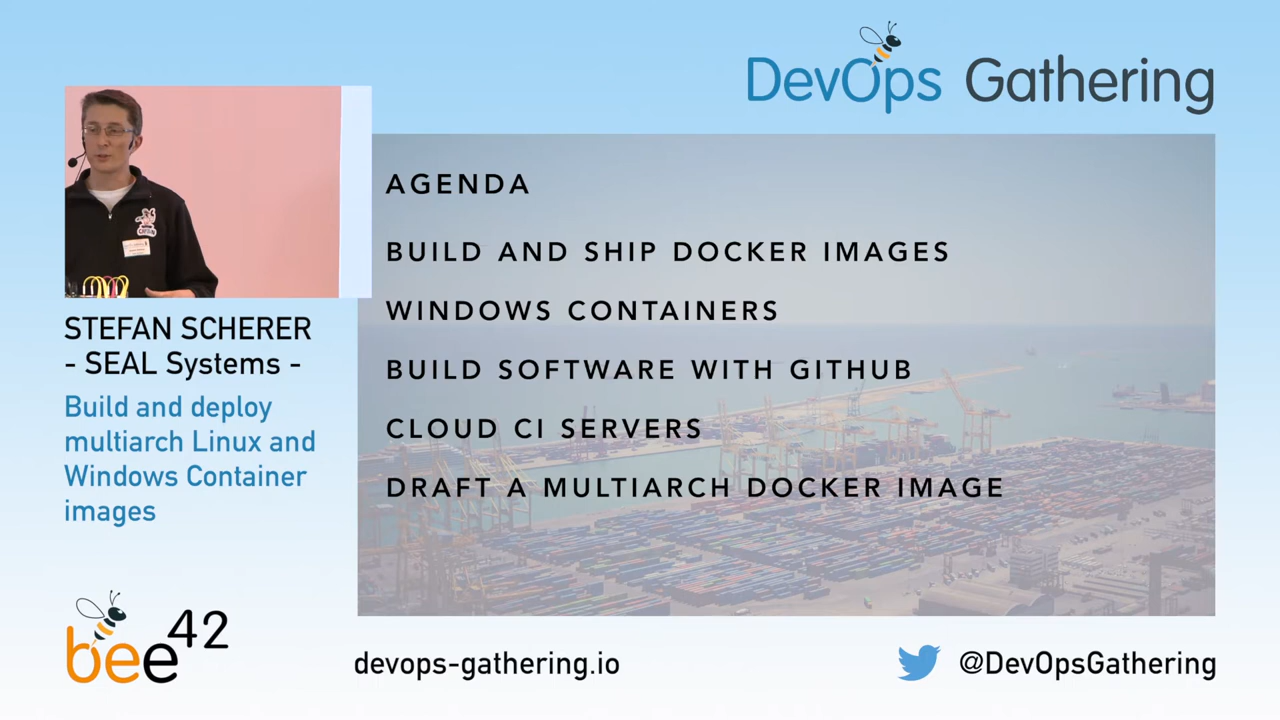 DevOps Gathering
AGENDA
BUILD AND SHIP DOCKER IMAGES
WINDOWS CONTAINERS
BUILD SOFTWARE WITH GITHUB
CLOUD CI SERVERS
DRAFT A MULTIARCH DOCKER IMAGE
STEFAN SCHERER
- SEAL Systems -
Build and deploy
multiarch Linux and
Windows Container
images
bee42
devops-gathering.io
@DevOpsGathering